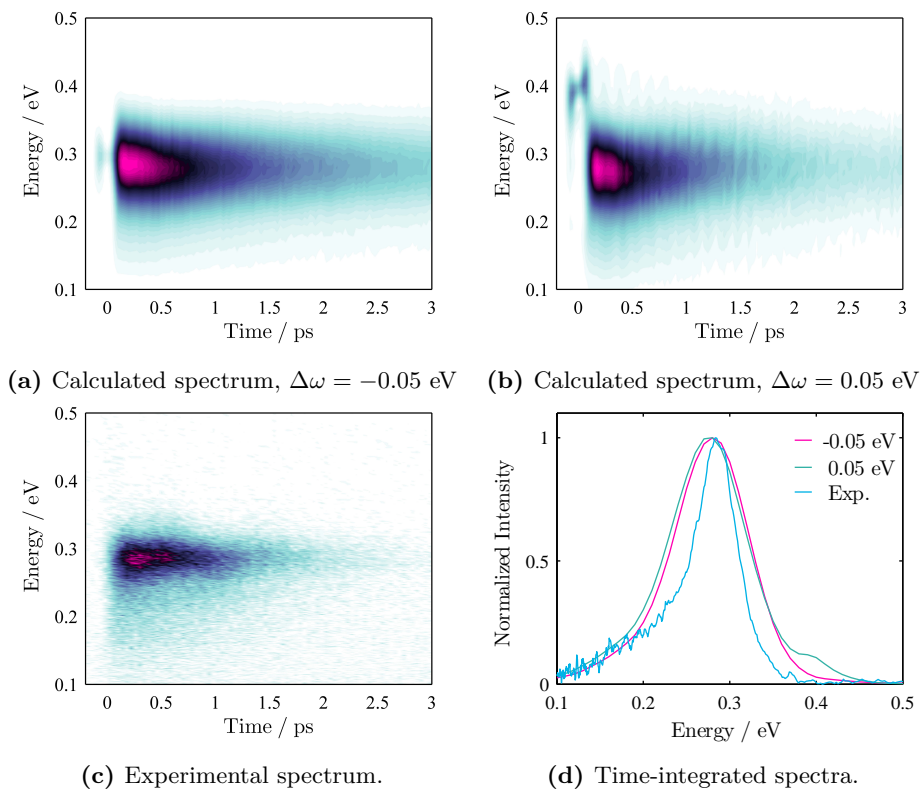 0.5
0.4
0.3
0.2
0.1
Energy / eV
0 0.5 1 1.5 2 2.5 3
Time / ps
(a) Calculated spectrum, Δω = −0.05 eV
0.5
0.4
0.3
0.2
0.1
Energy / eV
0 0.5 1 1.5 2 2.5 3
Time / ps
(b) Calculated spectrum, Δω = 0.05 eV
0.5
0.4
0.3
0.2
0.1
Energy / eV
0 0.5 1 1.5 2 2.5 3
Time / ps
(c) Experimental spectrum.
1
0.5
0
Normalized Intensity
-0.05 eV
0.05 eV
Exp.
0.1 0.2 0.3 0.4 0.5
Energy / eV
(d) Time-integrated spectra.